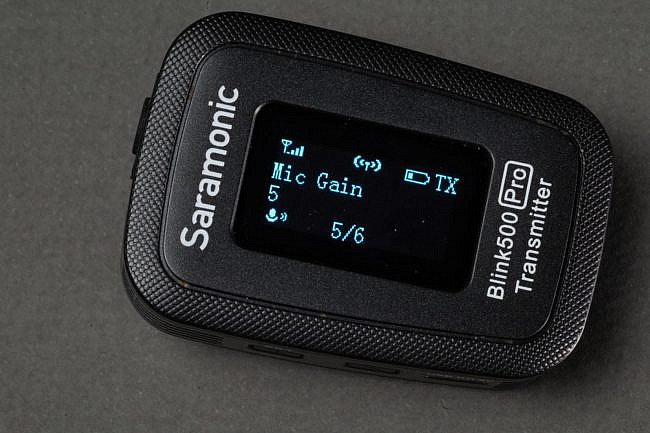 Saramonic
TX
Mic Gain
5
5/6
Blink500 Pro
Transmitter